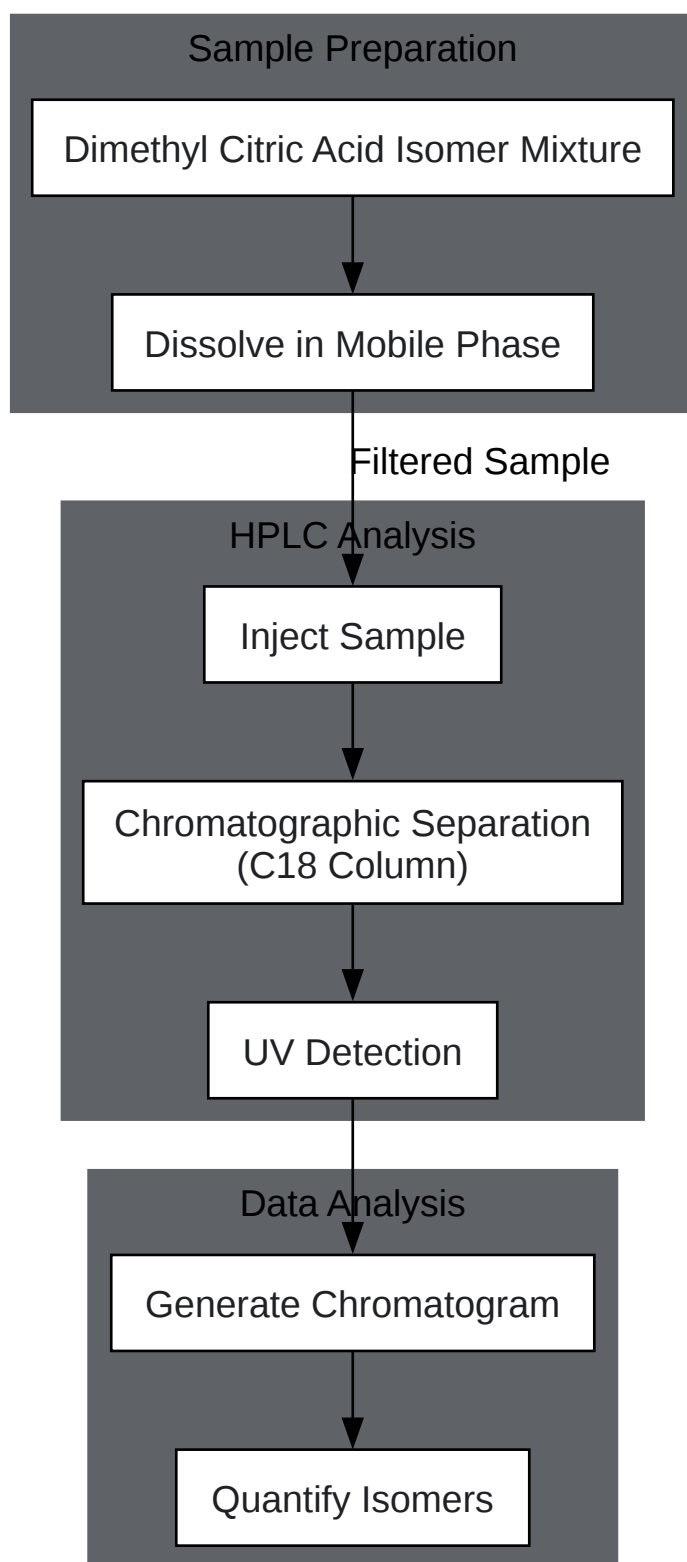 Sample Preparation
Dimethyl Citric Acid Isomer Mixture
Dissolve in Mobile Phase
Filtered Sample
HPLC Analysis
Inject Sample
Chromatographic Separation
(C18 Column)
UV Detection
Data Analysis
Generate Chromatogram
Quantify Isomers